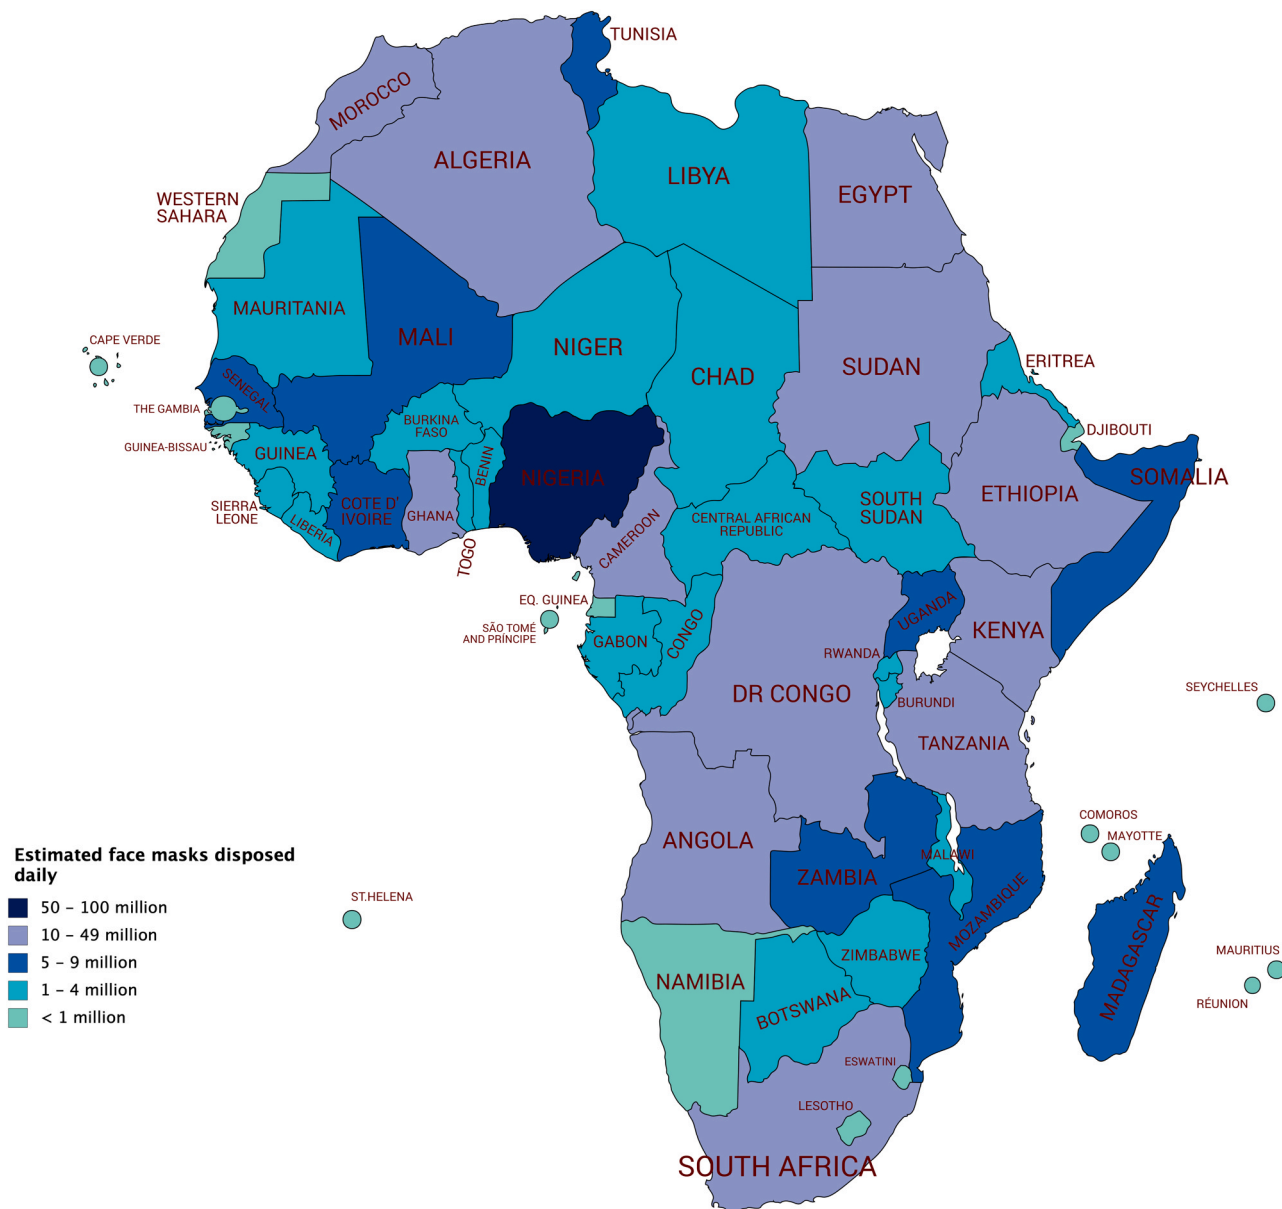 TUNISIA
MOROCCO
ALGERIA
LIBYA
EGYPT
WESTERN
SAHARA
MAURITANIA
MALI
NIGER
CHAD
SUDAN
ERITREA
CAPE VERDE
SENEGAL
THE GAMBIA
GUINEA-BISSAU
GUINEA
BURKINA
FASO
BENIN
NIGERIA
DJIBOUTI
SOMALIA
ETHIOPIA
SIERRA
LEONE
LIBERIA
COTE D'
IVOIRE
GHANA
TOGO
CAMEROON
CENTRAL AFRICAN
REPUBLIC
SOUTH
SUDAN
EQ. GUINEA
SÃO TOMÉ
AND PRÍNCIPE
GABON
CONGO
UGANDA
KENYA
RWANDA
DR CONGO
BURUNDI
TANZANIA
SEYCHELLES
ANGOLA
ZAMBIA
MALAWI
MOZAMBIQUE
COMOROS
MAYOTTE
MADAGASCAR
ST.HELENA
NAMIBIA
ZIMBABWE
BOTSWANA
MAURITIUS
RÉUNION
ESWATINI
LESOTHO
SOUTH AFRICA
Estimated face masks disposed
daily
50 – 100 million
10 – 49 million
5 – 9 million
1 – 4 million
< 1 million